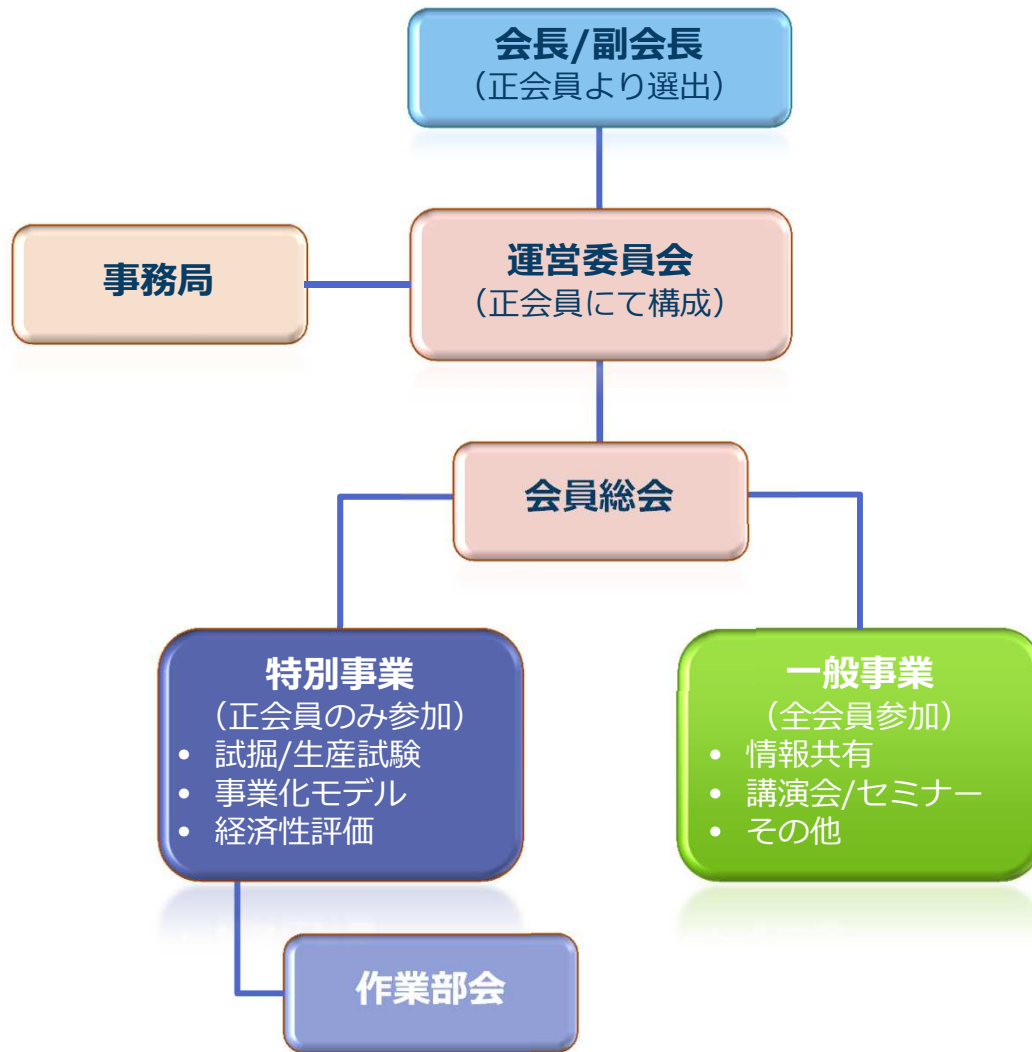 会長/副会長
（正会員より選出）
事務局
運営委員会
（正会員にて構成）
会員総会
特別事業
（正会員のみ参加）
• 試掘/生産試験
• 事業化モデル
• 経済性評価
一般事業
（全会員参加）
• 情報共有
• 講演会/セミナー
• その他
作業部会